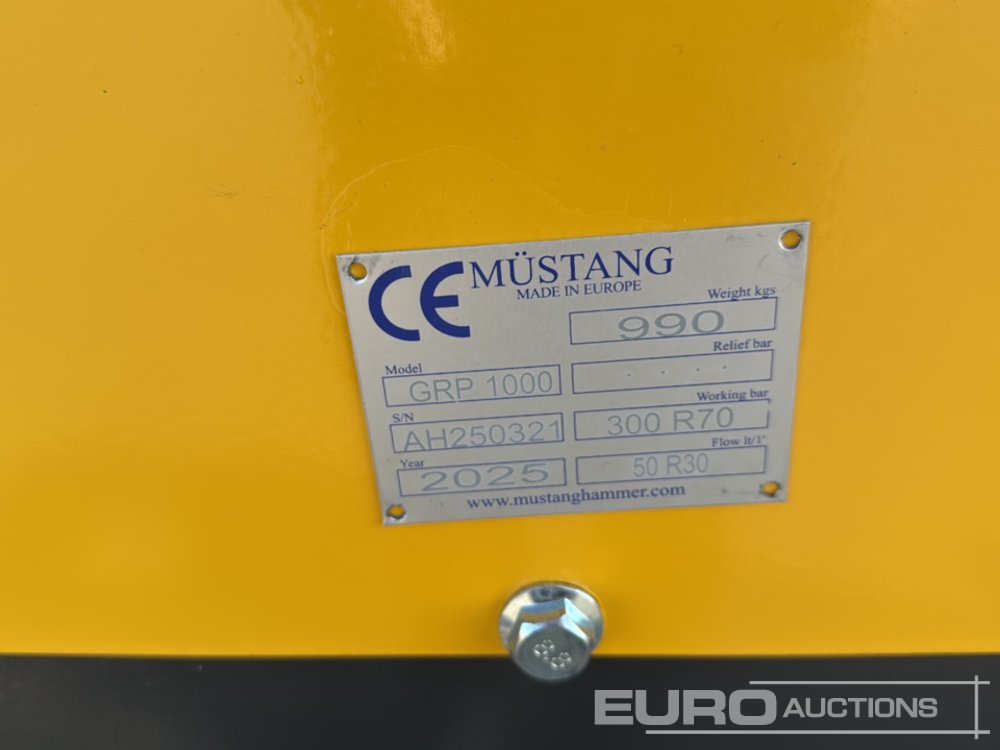 CE MÜSTANG
MADE IN EUROPE
Weight kgs
990
Relief bar
. . . .
Model
GRP 1000
Working bar
300 R70
S/N
AH250321
Flow lt/1'
50 R30
Year
2025
www.mustanghammer.com
EURO AUCTIONS